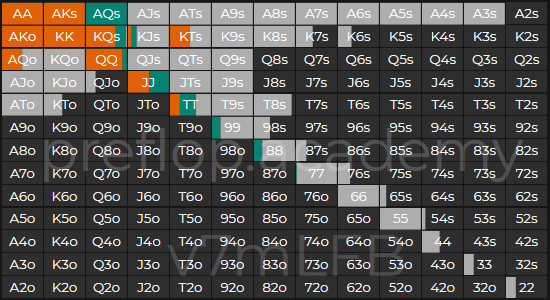 AA AKs AQs AJs ATs A9s A8s A7s A6s A5s A4s A3s A2s
AKo KK KQs KJs KTs K9s K8s K7s K6s K5s K4s K3s K2s
AQo KQo QQ QJs QTs Q9s Q8s Q7s Q6s Q5s Q4s Q3s Q2s
AJo KJo QJo JJ JTs J9s J8s J7s J6s J5s J4s J3s J2s
ATo KTo QTo JTo TT T9s T8s T7s T6s T5s T4s T3s T2s
A9o K9o Q9o J9o T9o 99 98s 97s 96s 95s 94s 93s 92s
A8o K8o Q8o J8o T8o 98o 88 87s 86s 85s 84s 83s 82s
preflop.academy
A7o K7o Q7o J7o T7o 97o 87o 77 76s 75s 74s 73s 72s
A6o K6o Q6o J6o T6o 96o 86o 76o 66 65s 64s 63s 62s
A5o K5o Q5o J5o T5o 95o 85o 75o 65o 55 54s 53s 52s
A4o K4o Q4o J4o T4o 94o 84o 74o 64o 54o 44 43s 42s
v7mLFB
A3o K3o Q3o J3o T3o 93o 83o 73o 63o 53o 43o 33 32s
A2o K2o Q2o J2o T2o 92o 82o 72o 62o 52o 42o 32o 22